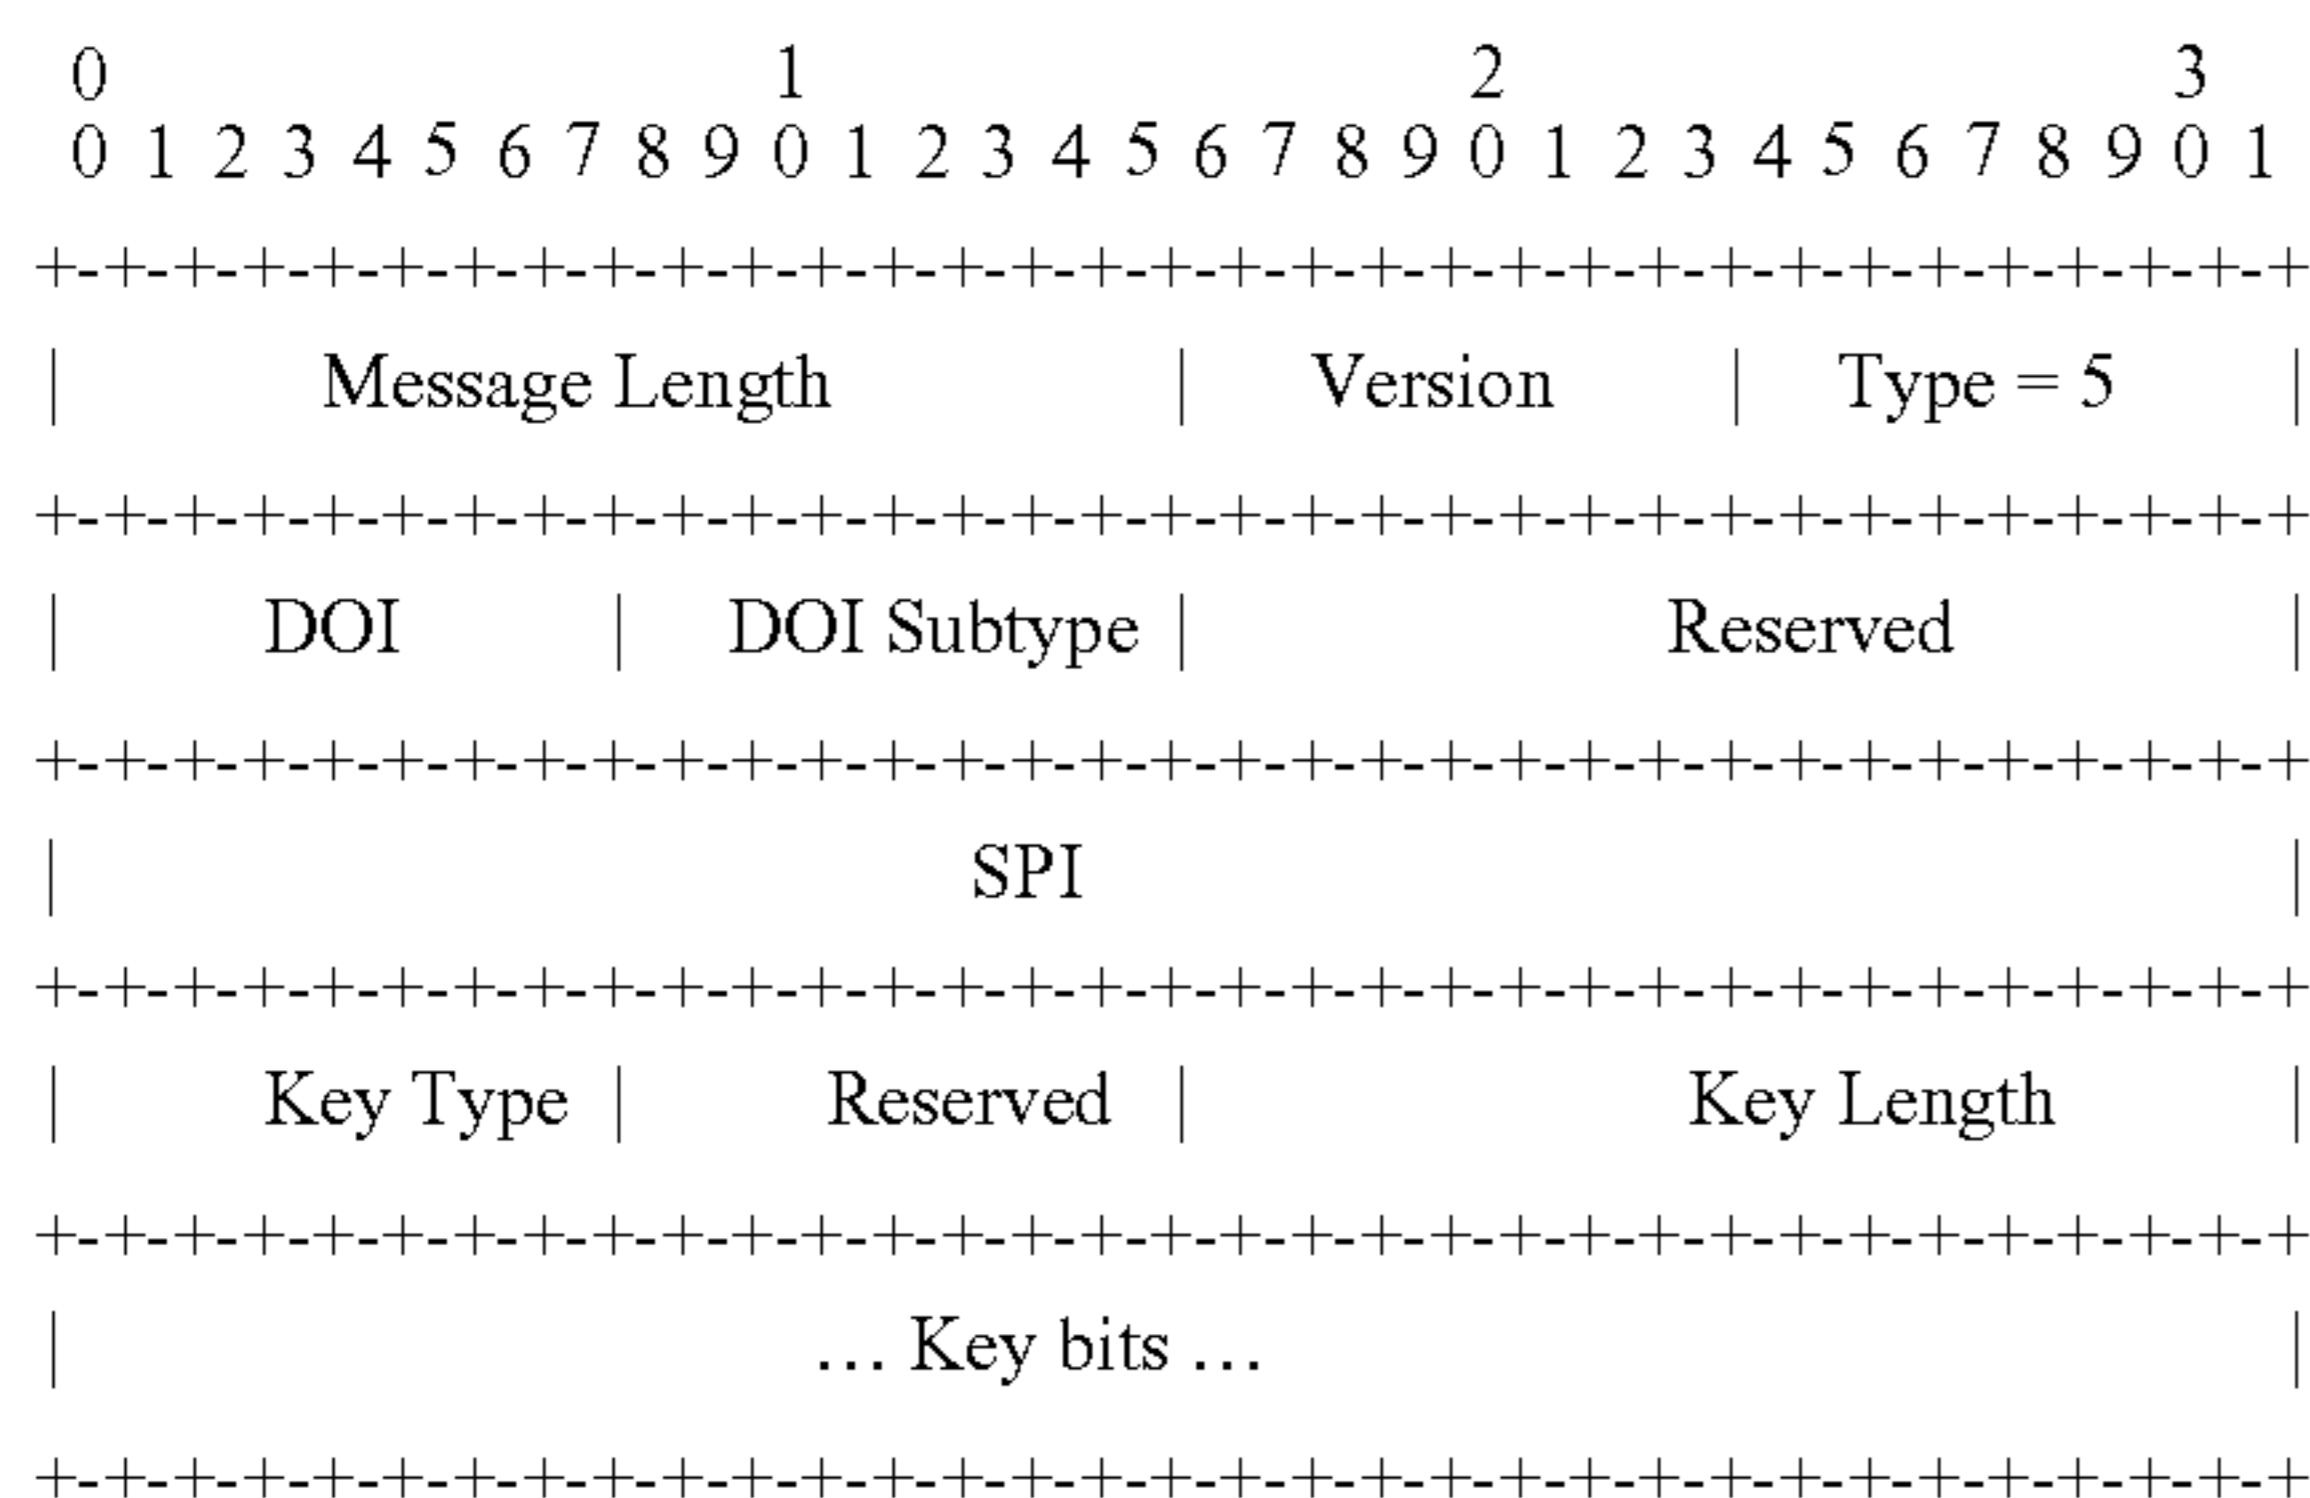 0 1 2 3
0 1 2 3 4 5 6 7 8 9 0 1 2 3 4 5 6 7 8 9 0 1 2 3 4 5 6 7 8 9 0 1
+-+-+-+-+-+-+-+-+-+-+-+-+-+-+-+-+-+-+-+-+-+-+-+-+-+-+-+-+-+-+-+-+
| Message Length | Version | Type = 5 |
+-+-+-+-+-+-+-+-+-+-+-+-+-+-+-+-+-+-+-+-+-+-+-+-+-+-+-+-+-+-+-+-+
| DOI | DOI Subtype | Reserved |
+-+-+-+-+-+-+-+-+-+-+-+-+-+-+-+-+-+-+-+-+-+-+-+-+-+-+-+-+-+-+-+-+
| SPI |
+-+-+-+-+-+-+-+-+-+-+-+-+-+-+-+-+-+-+-+-+-+-+-+-+-+-+-+-+-+-+-+-+
| Key Type | Reserved | Key Length |
+-+-+-+-+-+-+-+-+-+-+-+-+-+-+-+-+-+-+-+-+-+-+-+-+-+-+-+-+-+-+-+-+
| … Key bits … |
+-+-+-+-+-+-+-+-+-+-+-+-+-+-+-+-+-+-+-+-+-+-+-+-+-+-+-+-+-+-+-+-+